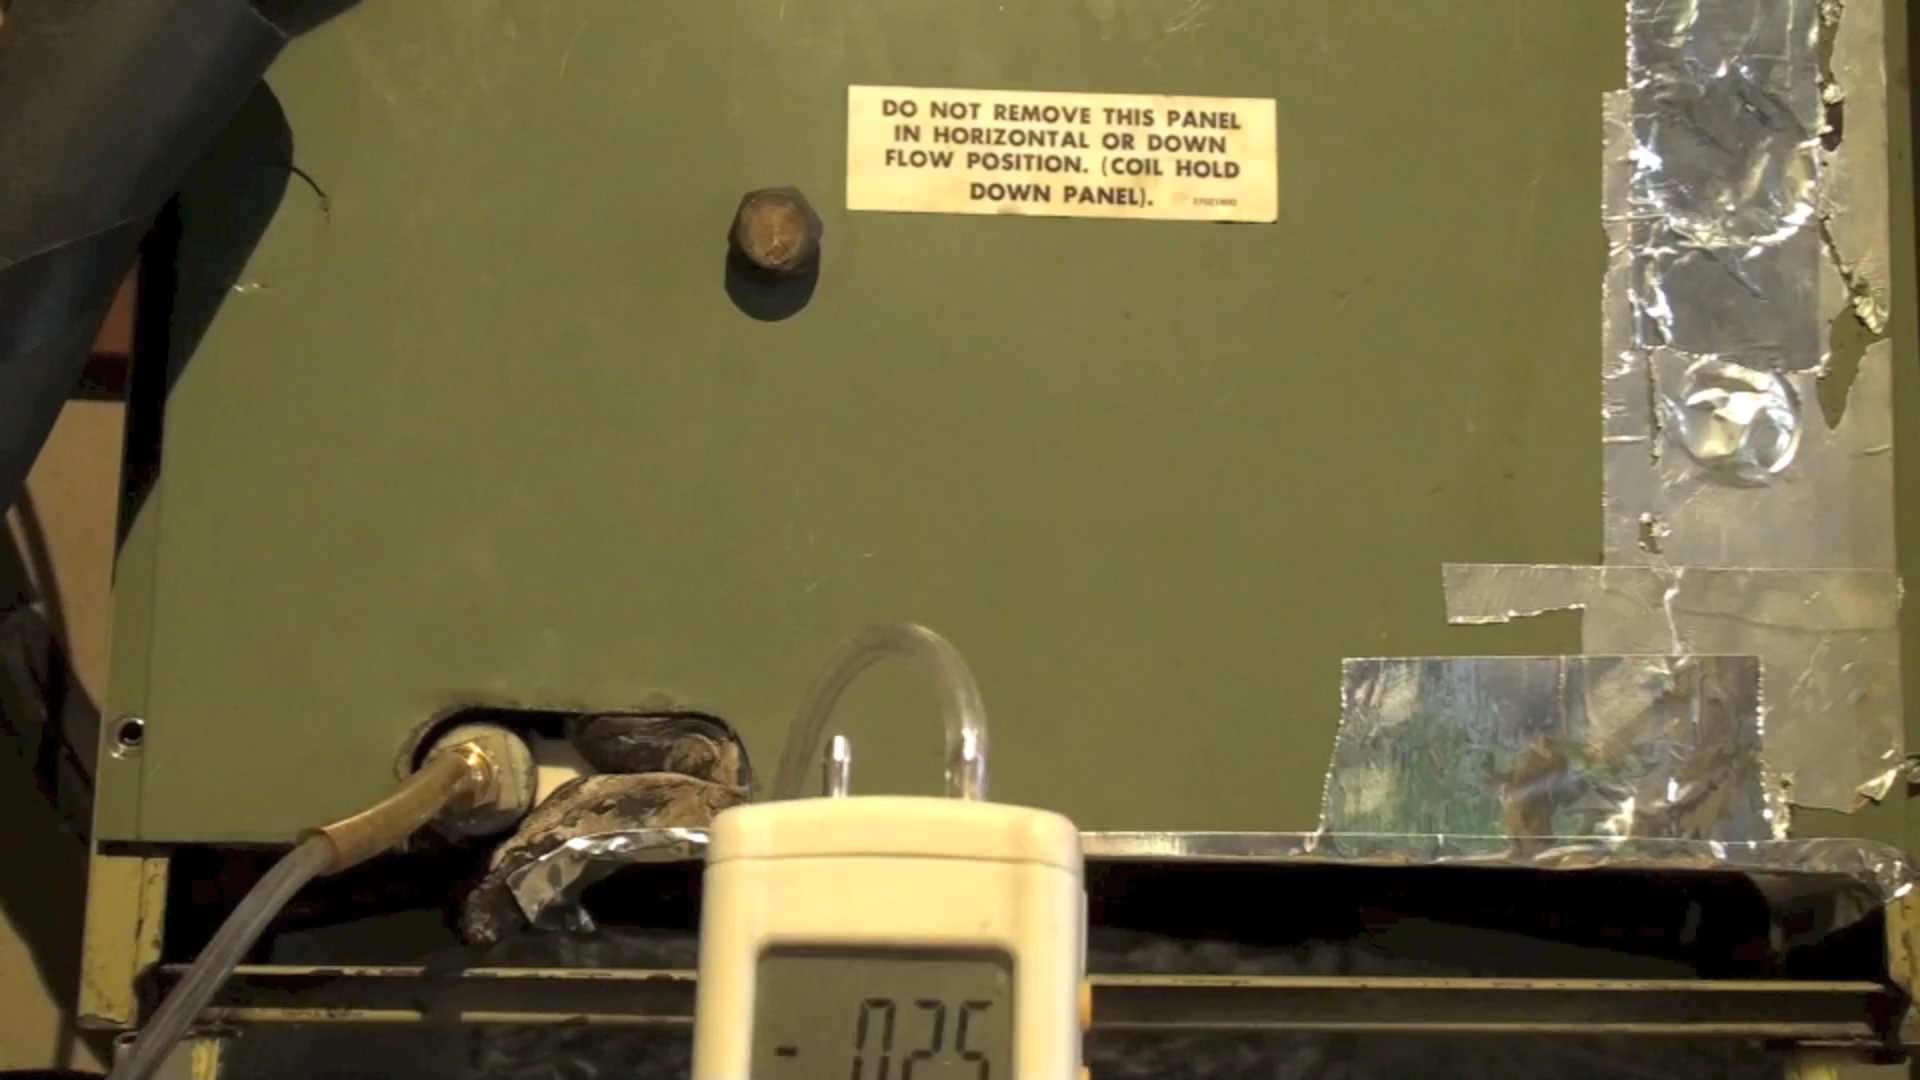 DO NOT REMOVE THIS PANEL
IN HORIZONTAL OR DOWN
FLOW POSITION. (COIL HOLD
DOWN PANEL).
- 025